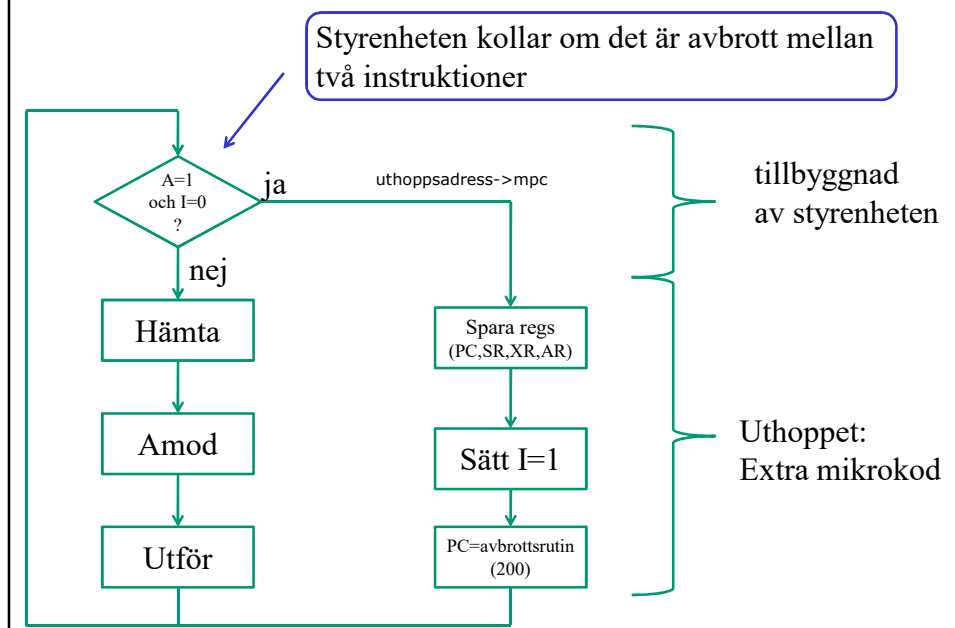 Styrenheten kollar om det är avbrott mellan
två instruktioner
A=1
och I=0
?
ja
uthoppsadress->mpc
tillbyggnad
av styrenheten
nej
Hämta
Spara regs
(PC,SR,XR,AR)
Amod
Sätt I=1
Uthoppet:
Extra mikrokod
Utför
PC=avbrottsrutin
(200)